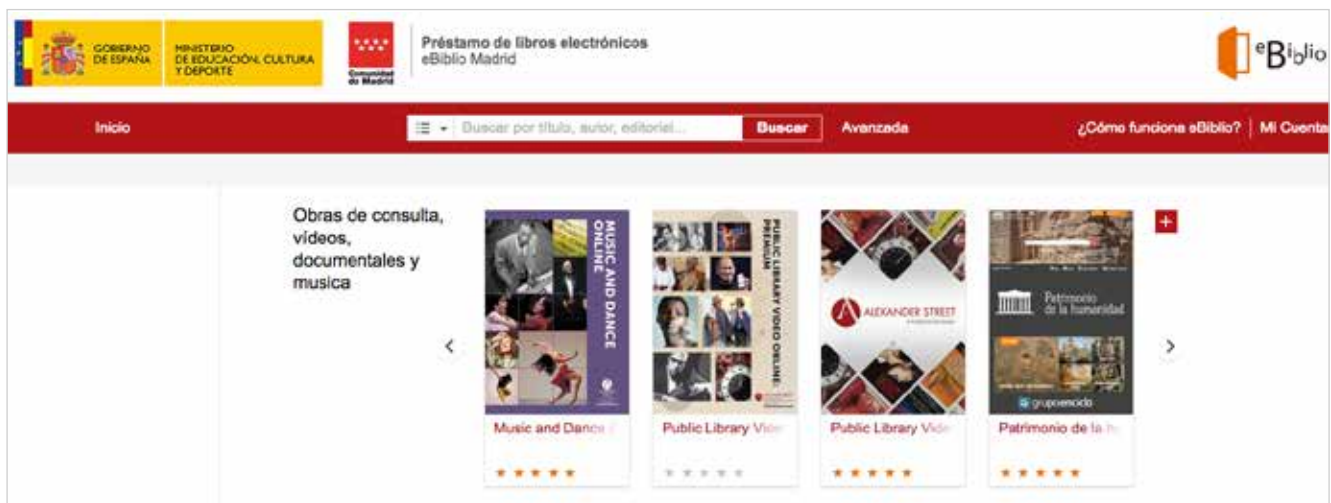 GOBIERNO
DE ESPAÑA
MINISTERIO
DE EDUCACIÓN, CULTURA
Y DEPORTE
Comunidad
de Madrid
Préstamo de libros electrónicos
eBiblio Madrid
eBiblio
Inicio
Buscar por título, autor, editorial...
Buscar
Avanzada
¿Cómo funciona eBiblio?
Mi Cuenta
Obras de consulta,
vídeos,
documentales y
musica
MUSIC AND DANCE
ONLINE
PUBLIC LIBRARY VIDEO ONLINE:
PREMIUM
ALEXANDER STREET
Patrimonio
de la humanidad
grupoenciclo
Music and Dance
Public Library Vide
Public Library Vide
Patrimonio de la h